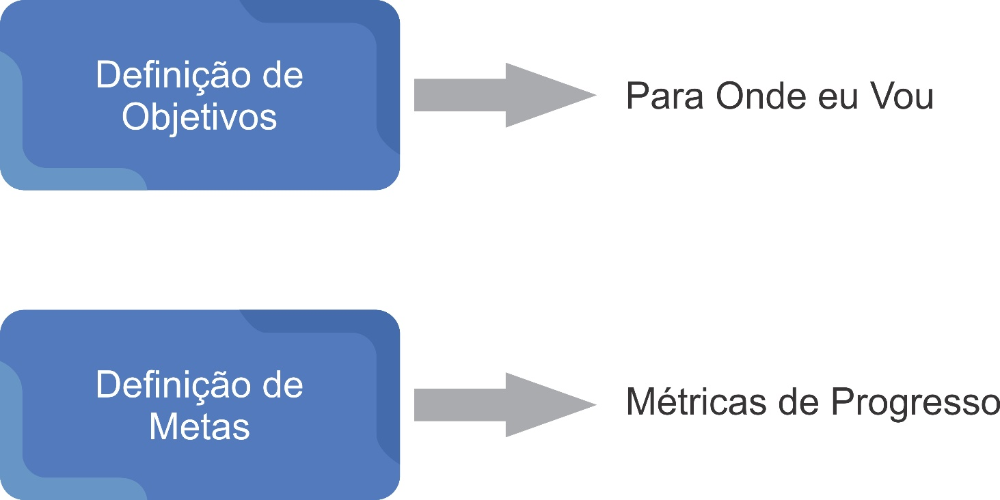 Definição de
Objetivos
Para Onde eu Vou
Definição de
Metas
Métricas de Progresso